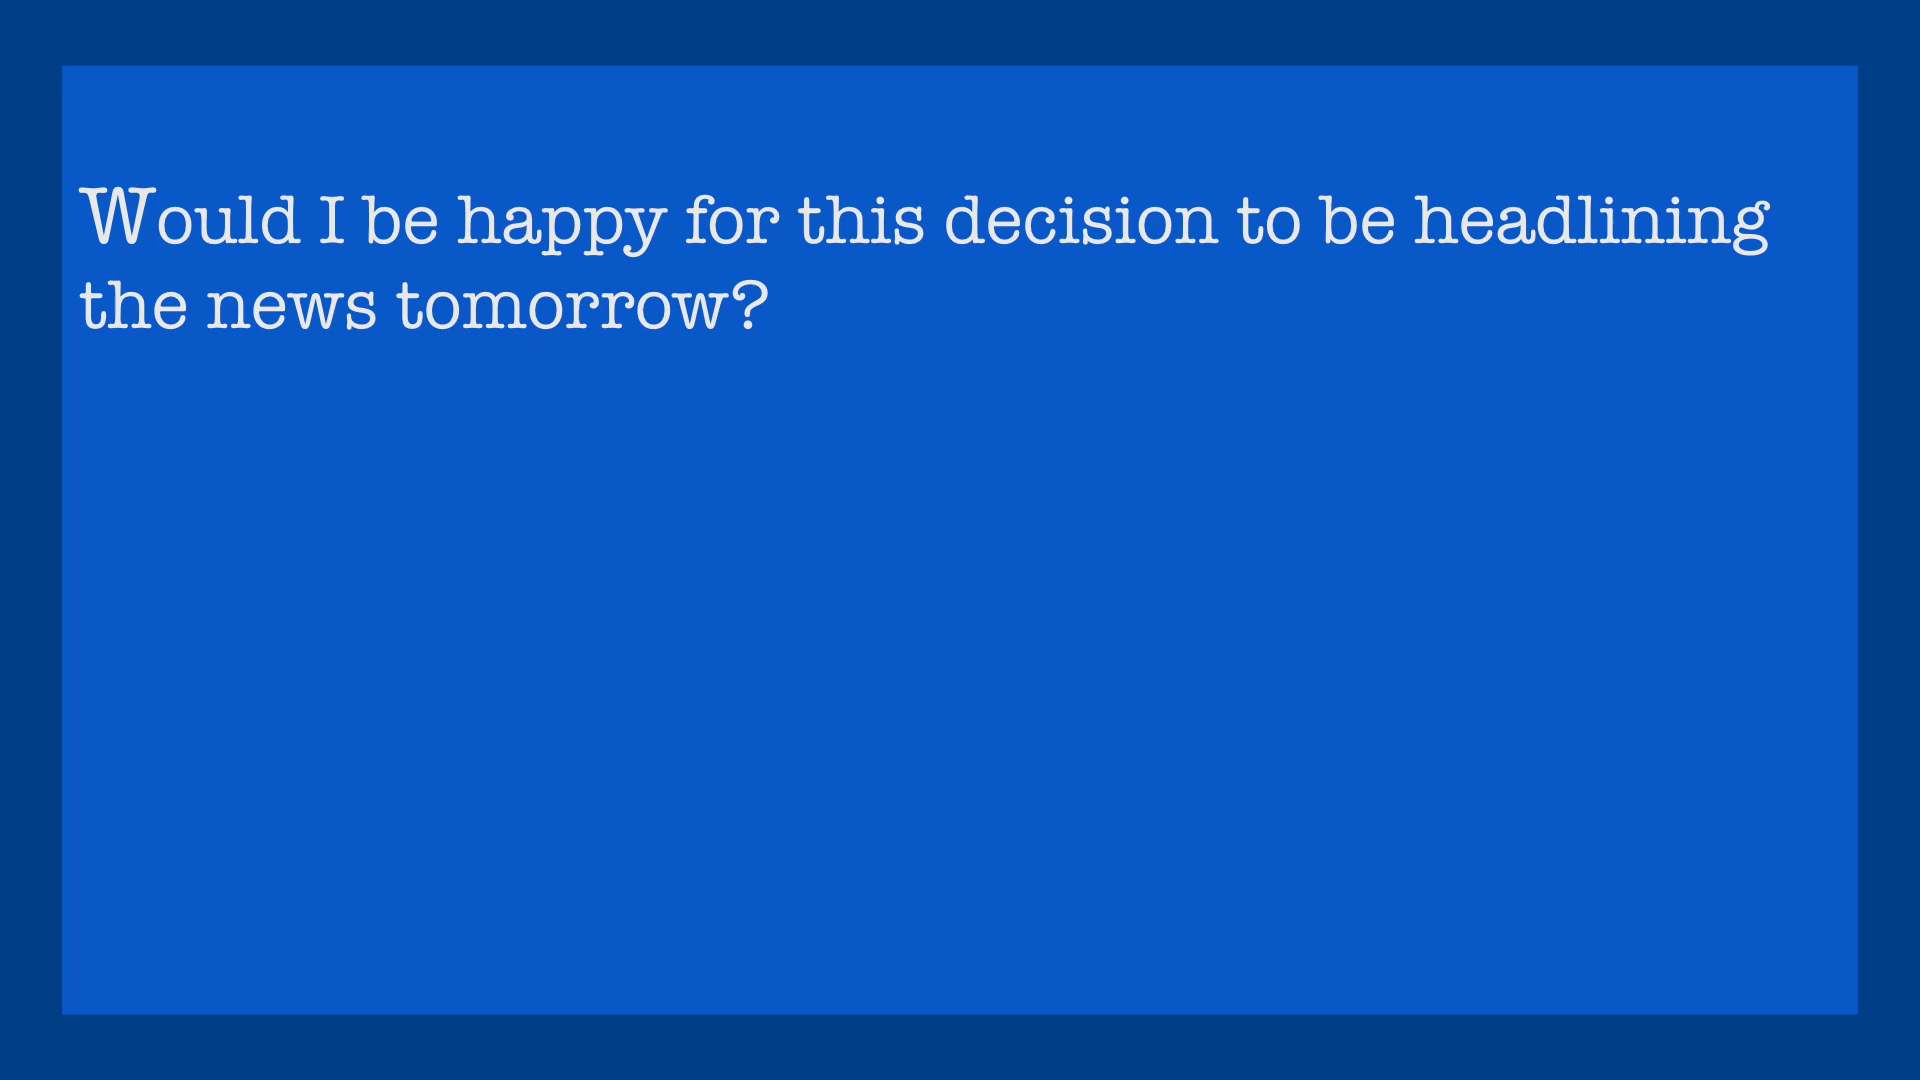 Would I be happy for this decision to be headlining
the news tomorrow?